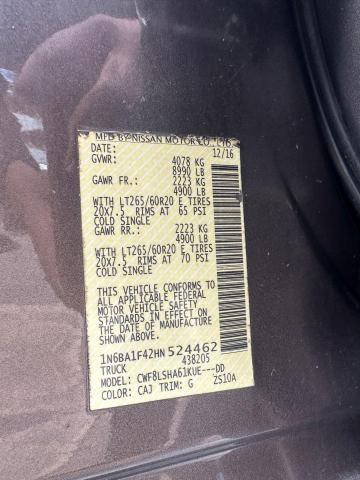 MFD BY NISSAN MOTOR CO., LTD.
DATE: 12/16
GVWR: 4078 KG
8990 LB
GAWR FR.: 2223 KG
4900 LB
WITH LT265/60R20 E TIRES
20X7.5 RIMS AT 65 PSI
COLD SINGLE
GAWR RR.: 2223 KG
4900 LB
WITH LT265/60R20 E TIRES
20X7.5 RIMS AT 70 PSI
COLD SINGLE
THIS VEHICLE CONFORMS TO
ALL APPLICABLE FEDERAL
MOTOR VEHICLE SAFETY
STANDARDS IN EFFECT ON
THE DATE OF MANUFACTURE
SHOWN ABOVE.
1N6BA1F42HN524462
TRUCK 438205
MODEL: CWF8LSHA61KUE---DD
COLOR: CAJ TRIM: G ZS10A